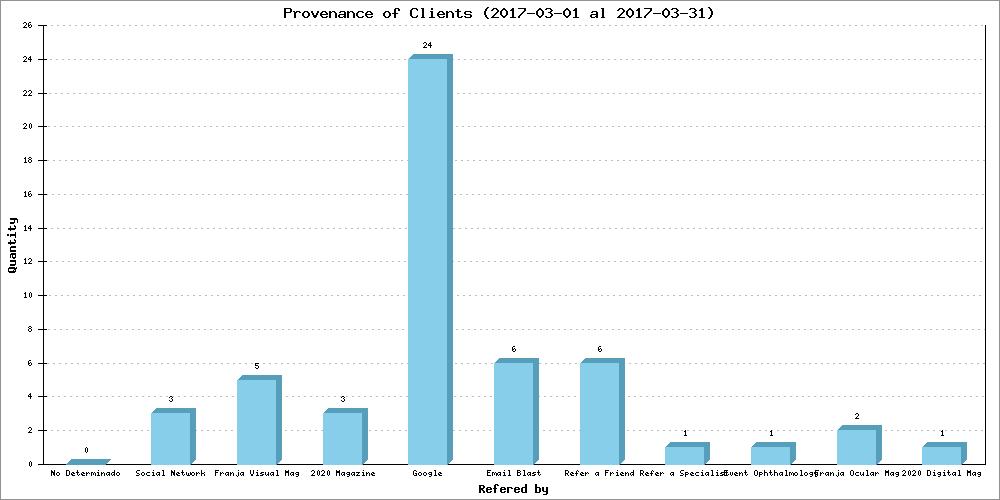 Provenance of Clients (2017-03-01 al 2017-03-31)
26
24
22
20
18
16
14
12
10
8
6
4
2
0
Quantity
0
3
5
3
24
6
6
1
1
2
1
No Determinado
Social Network
Franja Visual Mag
2020 Magazine
Google
Email Blast
Refer a Friend
Refer a Specialist
Event Ophthalmology
Franja Ocular Mag
2020 Digital Mag
Refered by